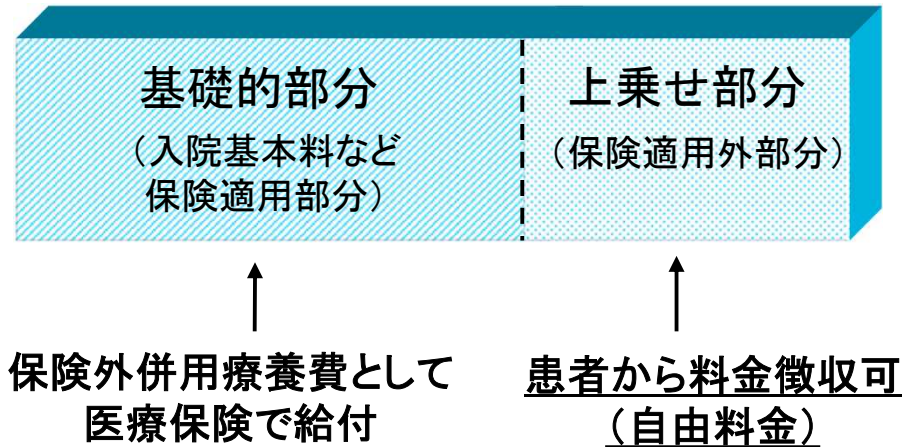 基礎的部分
（入院基本料など
保険適用部分）
上乗せ部分
（保険適用外部分）
保険外併用療養費として
医療保険で給付
患者から料金徴収可
（自由料金）